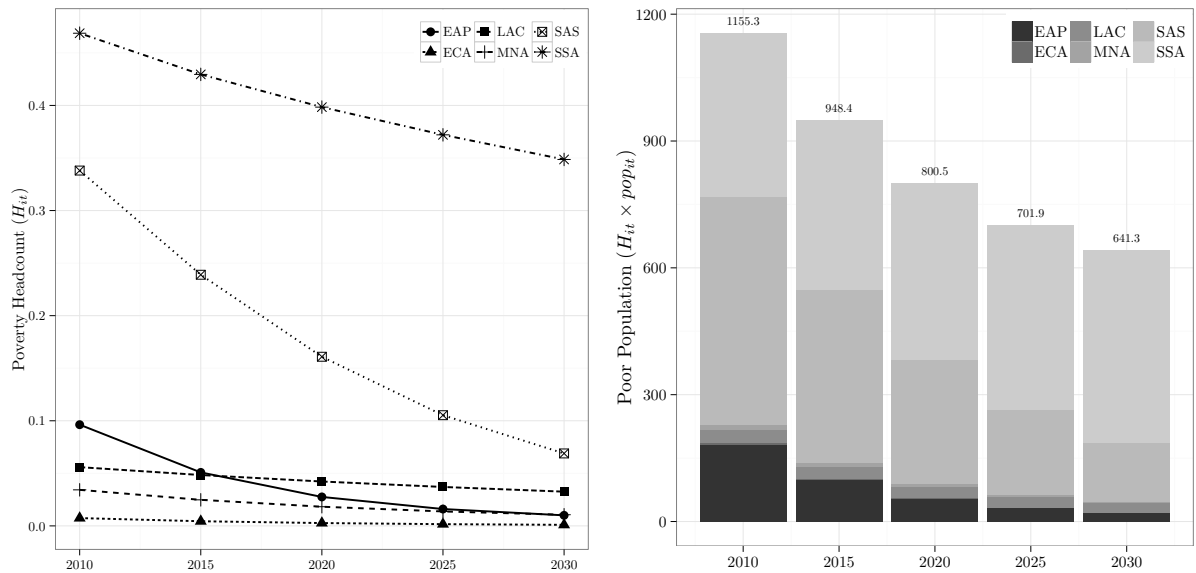 EAP LAC SAS
ECA MNA SSA
Poverty Headcount (H_it)
0.4
0.3
0.2
0.1
0.0
2010 2015 2020 2025 2030
EAP LAC SAS
ECA MNA SSA
Poor Population (H_it × pop_it)
1200
900
600
300
0
1155.3
948.4
800.5
701.9
641.3
2010 2015 2020 2025 2030